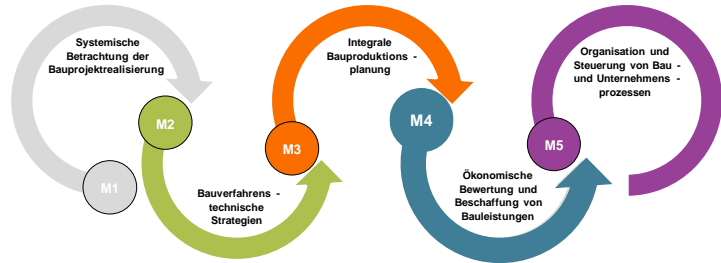 M1
Systemische
Betrachtung der
Bauprojektrealisierung
M2
Bauverfahrens -
technische
Strategien
M3
Integrale
Bauproduktions -
planung
M4
Ökonomische
Bewertung und
Beschaffung von
Bauleistungen
M5
Organisation und
Steuerung von Bau -
und Unternehmens -
prozessen